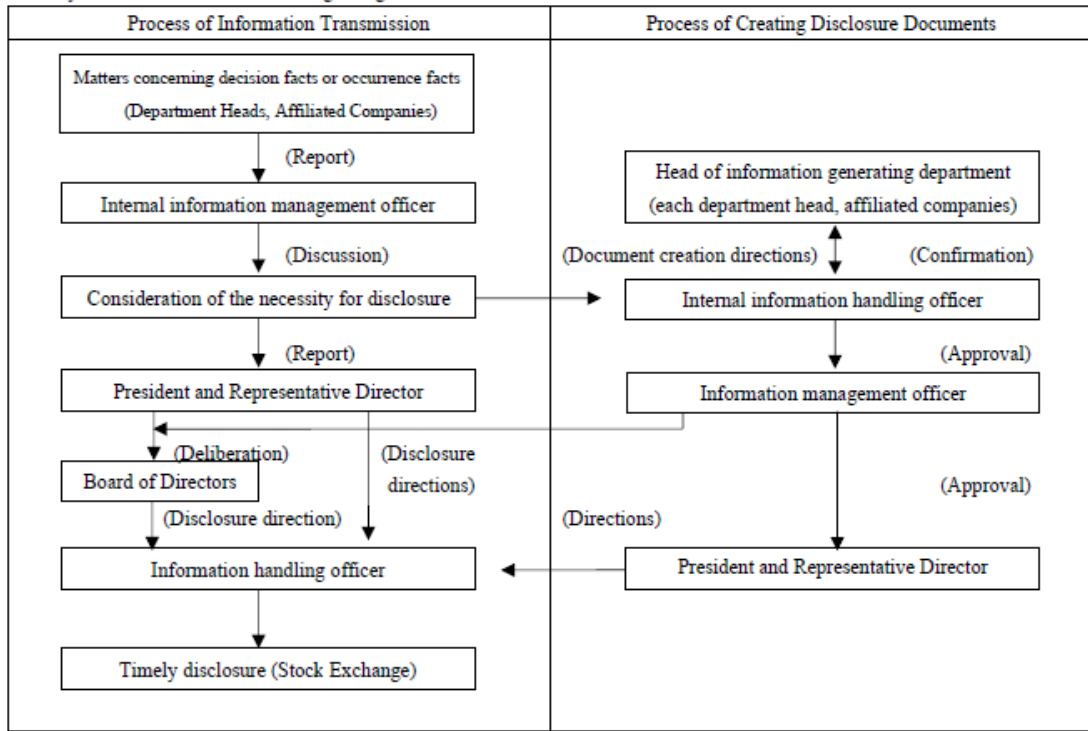 Process of Information Transmission
Process of Creating Disclosure Documents
Matters concerning decision facts or occurrence facts
(Department Heads, Affiliated Companies)
(Report)
Internal information management officer
(Discussion)
Consideration of the necessity for disclosure
(Report)
President and Representative Director
(Deliberation)
(Disclosure
directions)
Board of Directors
(Disclosure direction)
Information handling officer
Timely disclosure (Stock Exchange)
Head of information generating department
(each department head, affiliated companies)
(Document creation directions)
(Confirmation)
Internal information handling officer
(Approval)
Information management officer
(Approval)
(Directions)
President and Representative Director